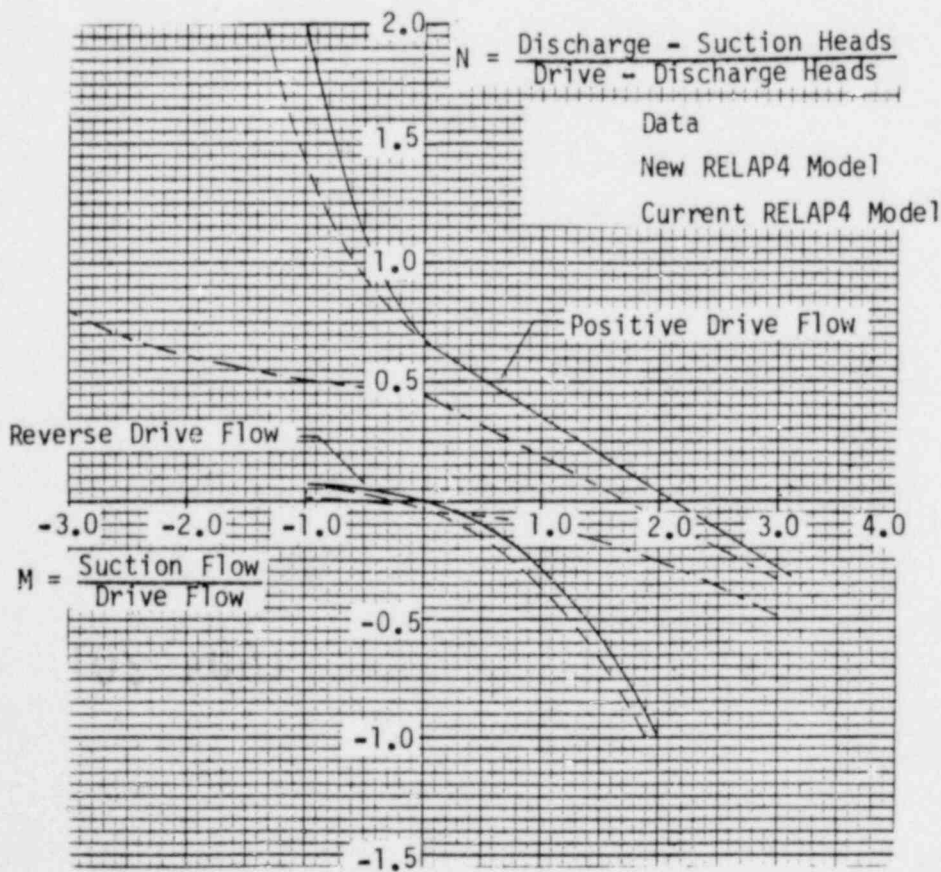 2.0
N = Discharge - Suction Heads
Drive - Discharge Heads
Data
1.5
New RELAP4 Model
Current RELAP4 Model
1.0
Positive Drive Flow
0.5
Reverse Drive Flow
-3.0 -2.0 -1.0 1.0 2.0 3.0 4.0
M = Suction Flow
Drive Flow
-0.5
-1.0
-1.5